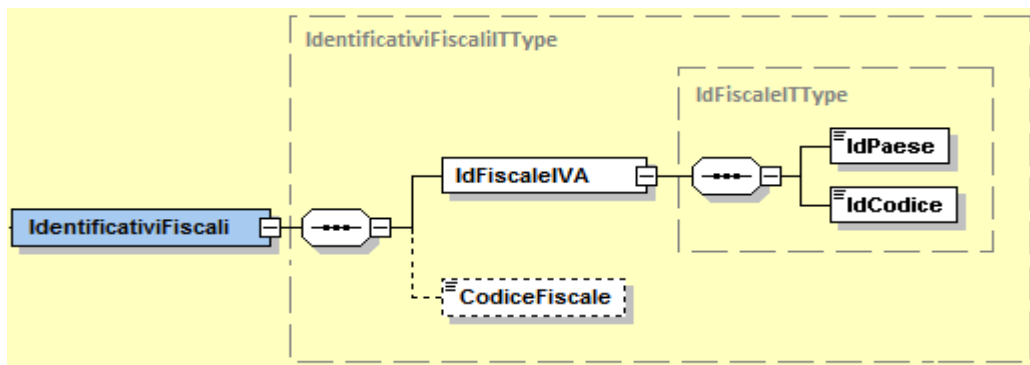 IdentificativiFiscaliITType
IdFiscaleITType
IdPaese
IdFiscaleIVA
IdCodice
IdentificativiFiscali
CodiceFiscale